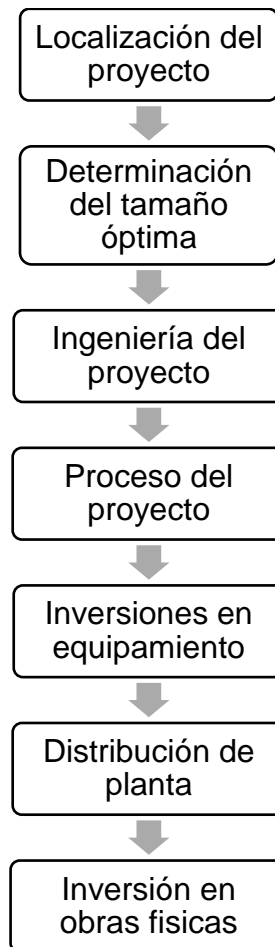 Localización del
proyecto
Determinación
del tamaño
óptima
Ingeniería del
proyecto
Proceso del
proyecto
Inversiones en
equipamiento
Distribución de
planta
Inversión en
obras fisicas